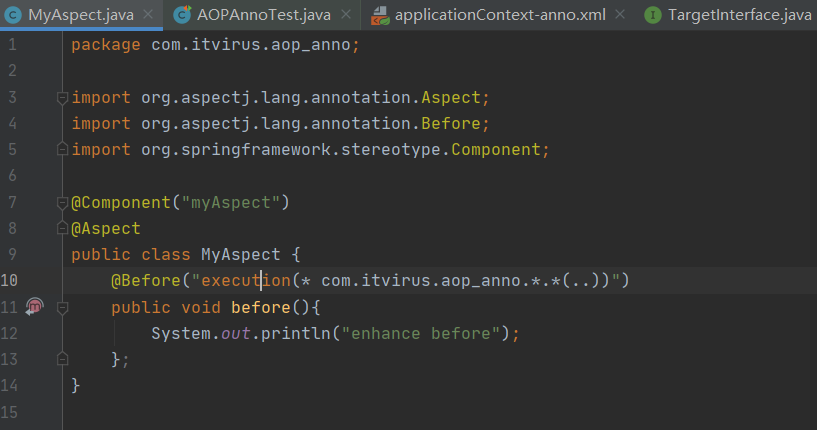 MyAspect.java AOPAnnoTest.java applicationContext-anno.xml TargetInterface.java
1 package com.itvirus.aop_anno;
2
3 import org.aspectj.lang.annotation.Aspect;
4 import org.aspectj.lang.annotation.Before;
5 import org.springframework.stereotype.Component;
6
7 @Component("myAspect")
8 @Aspect
9 public class MyAspect {
10 @Before("execution(* com.itvirus.aop_anno.*.*(..))")
11 public void before(){
12 System.out.println("enhance before");
13 };
14 }
15